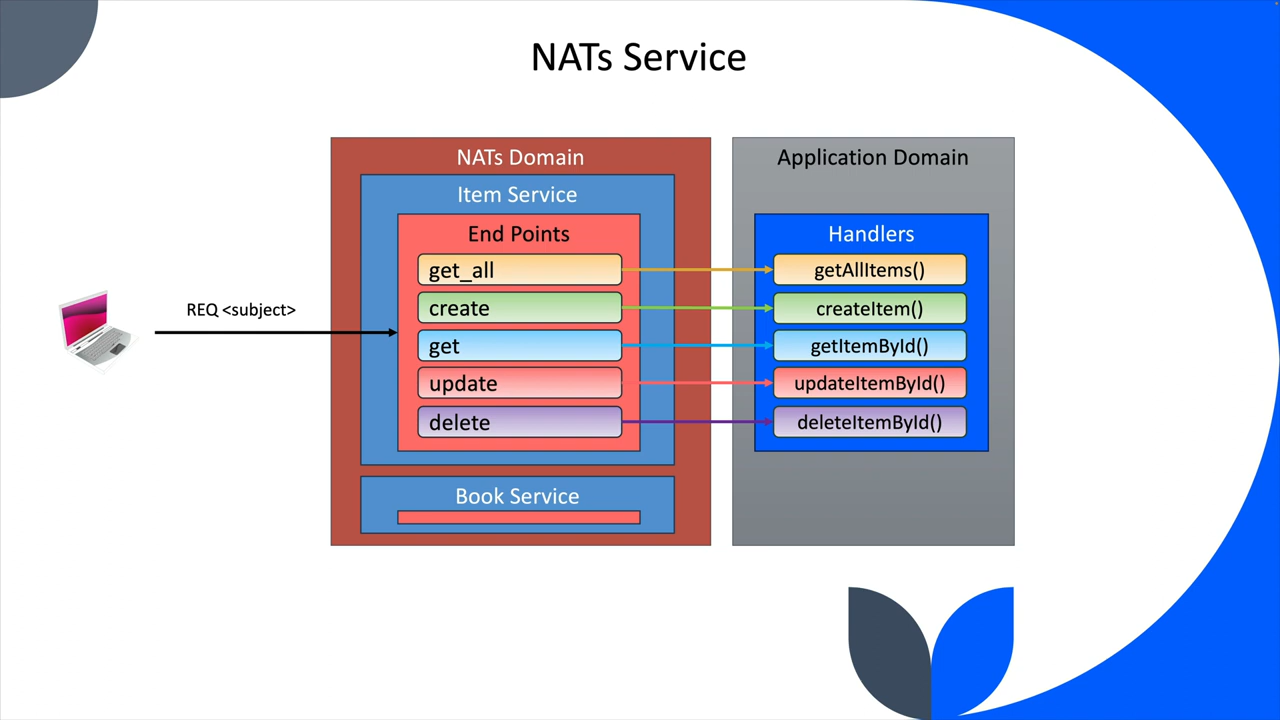 NATs Service
NATs Domain
Application Domain
Item Service
End Points
Handlers
get_all
getAllItems()
REQ <subject>
create
createItem()
get
getItemById()
update
updateItemById()
delete
deleteItemById()
Book Service